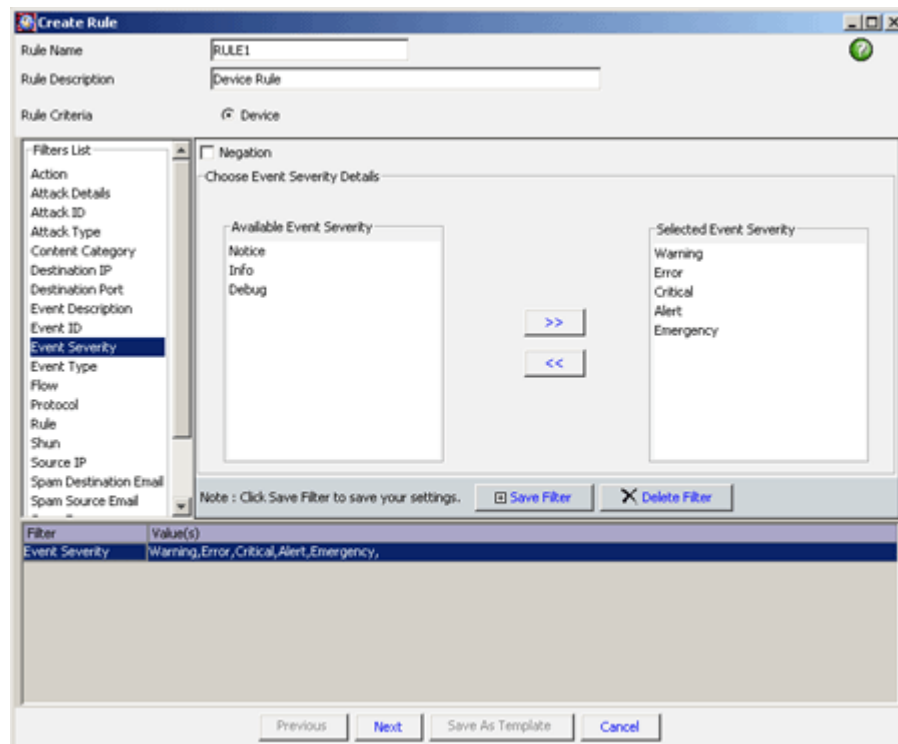 Create Rule
Rule Name RULE1
Rule Description Device Rule
Rule Criteria Device
Filters List
Action
Attack Details
Attack ID
Attack Type
Content Category
Destination IP
Destination Port
Event Description
Event ID
Event Severity
Event Type
Flow
Protocol
Rule
Shun
Source IP
Spam Destination Email
Spam Source Email
Negation
Choose Event Severity Details
Available Event Severity
Notice
Info
Debug
>>
<<
Selected Event Severity
Warning
Error
Critical
Alert
Emergency
Note : Click Save Filter to save your settings. Save Filter Delete Filter
Filter Value(s)
Event Severity Warning,Error,Critical,Alert,Emergency,
Previous Next Save As Template Cancel